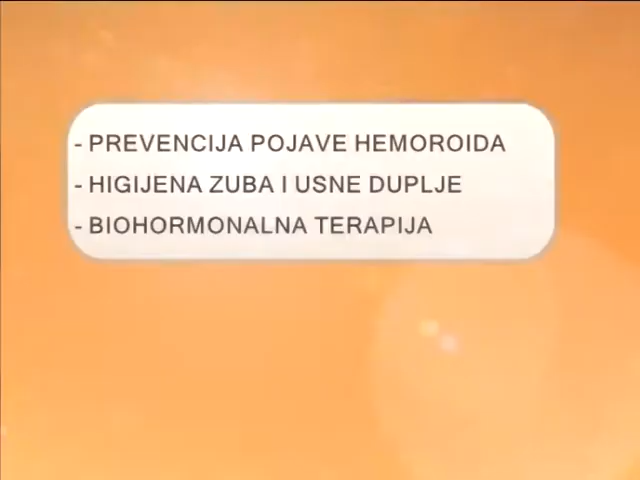 - PREVENCIJA POJAVE HEMOROIDA
- HIGIJENA ZUBA I USNE DUPLJE
- BIOHORMONALNA TERAPIJA